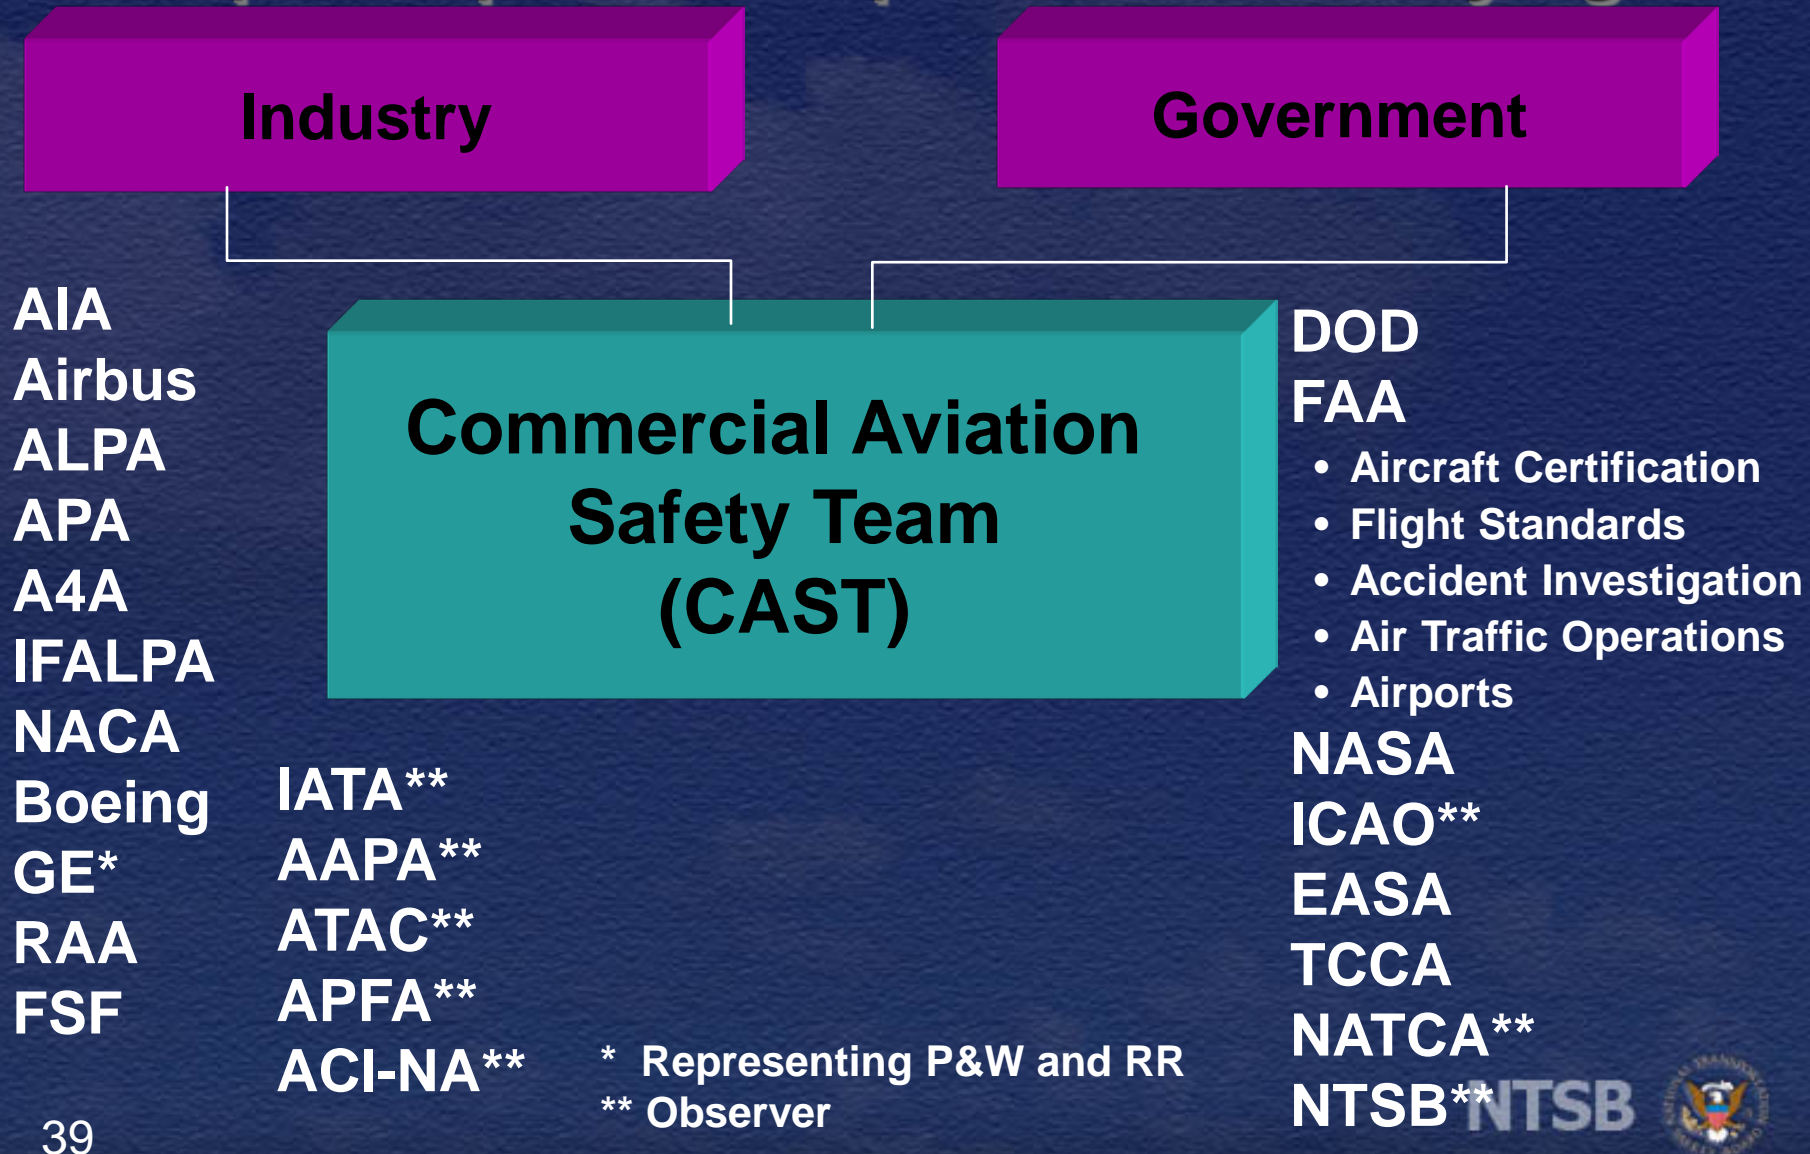 Industry
Government
AIA
Airbus
ALPA
APA
A4A
IFALPA
NACA
Boeing
GE*
RAA
FSF
IATA**
AAPA**
ATAC**
APFA**
ACI-NA**
Commercial Aviation
Safety Team
(CAST)
* Representing P&W and RR
** Observer
DOD
FAA
• Aircraft Certification
• Flight Standards
• Accident Investigation
• Air Traffic Operations
• Airports
NASA
ICAO**
EASA
TCCA
NATCA**
NTSB**
NTSB
39